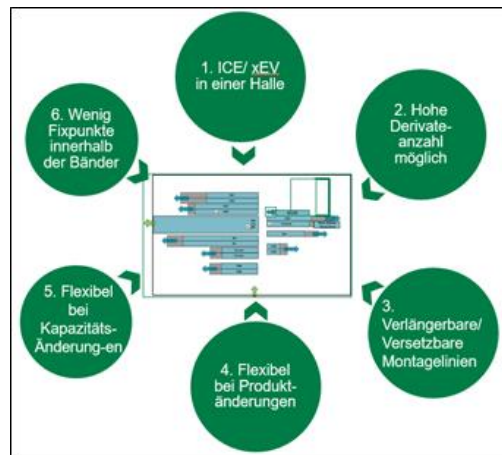 1. ICE/ xEV
in einer Halle
2. Hohe
Derivate-
anzahl
möglich
3.
Verlängerbare/
Versetzbare
Montagelinien
4. Flexibel
bei Produkt-
änderungen
5. Flexibel
bei
Kapazitäts-
Änderung-en
6. Wenig
Fixpunkte
innerhalb
der Bänder